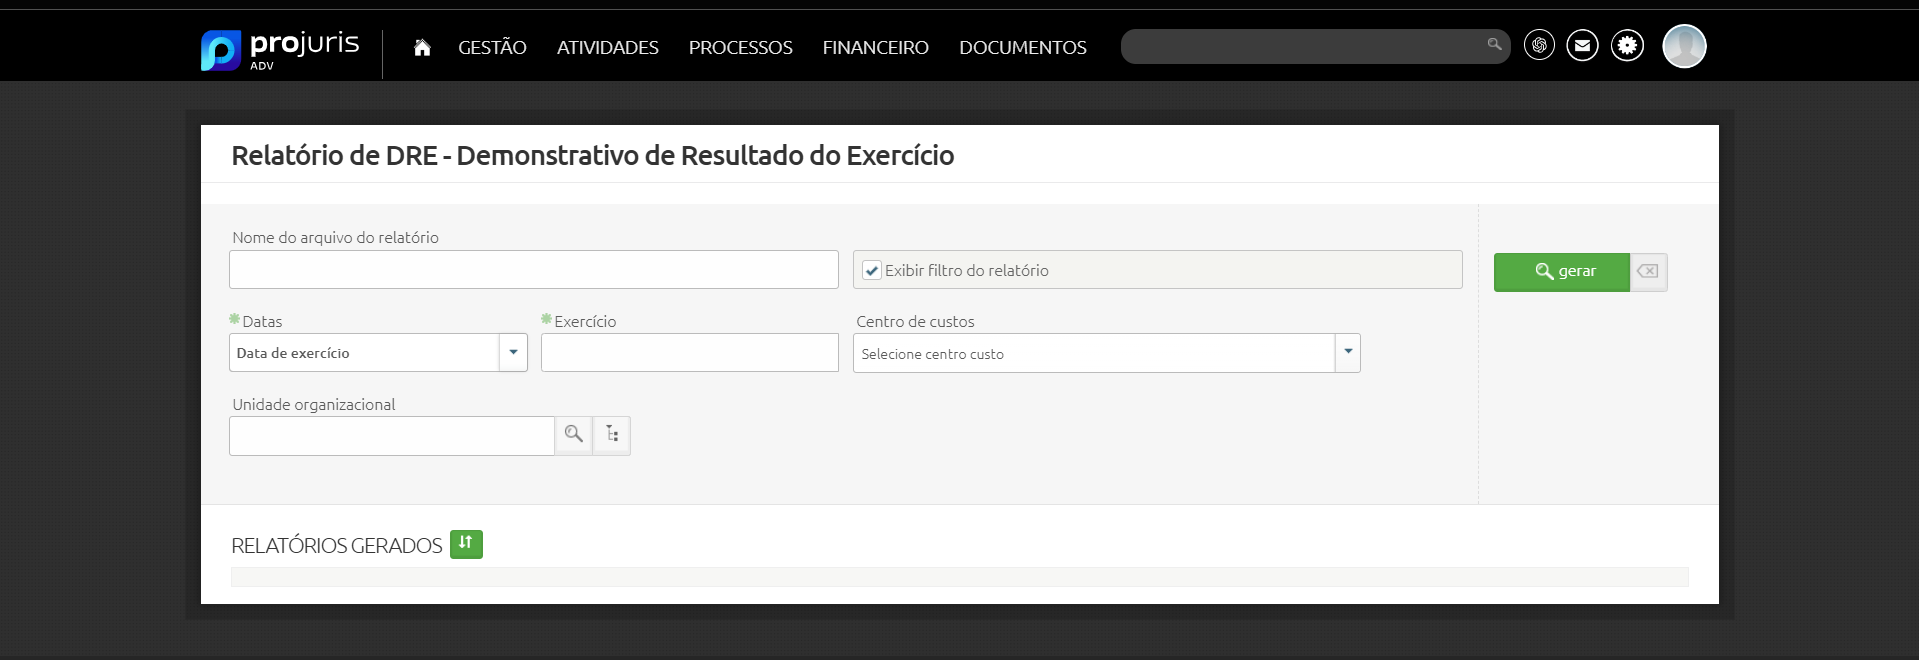 projuris
ADV
GESTÃO ATIVIDADES PROCESSOS FINANCEIRO DOCUMENTOS
Relatório de DRE - Demonstrativo de Resultado do Exercício
Nome do arquivo do relatório
Exibir filtro do relatório
gerar
Datas Exercício Centro de custos
Data de exercício Selecione centro custo
Unidade organizacional
RELATÓRIOS GERADOS